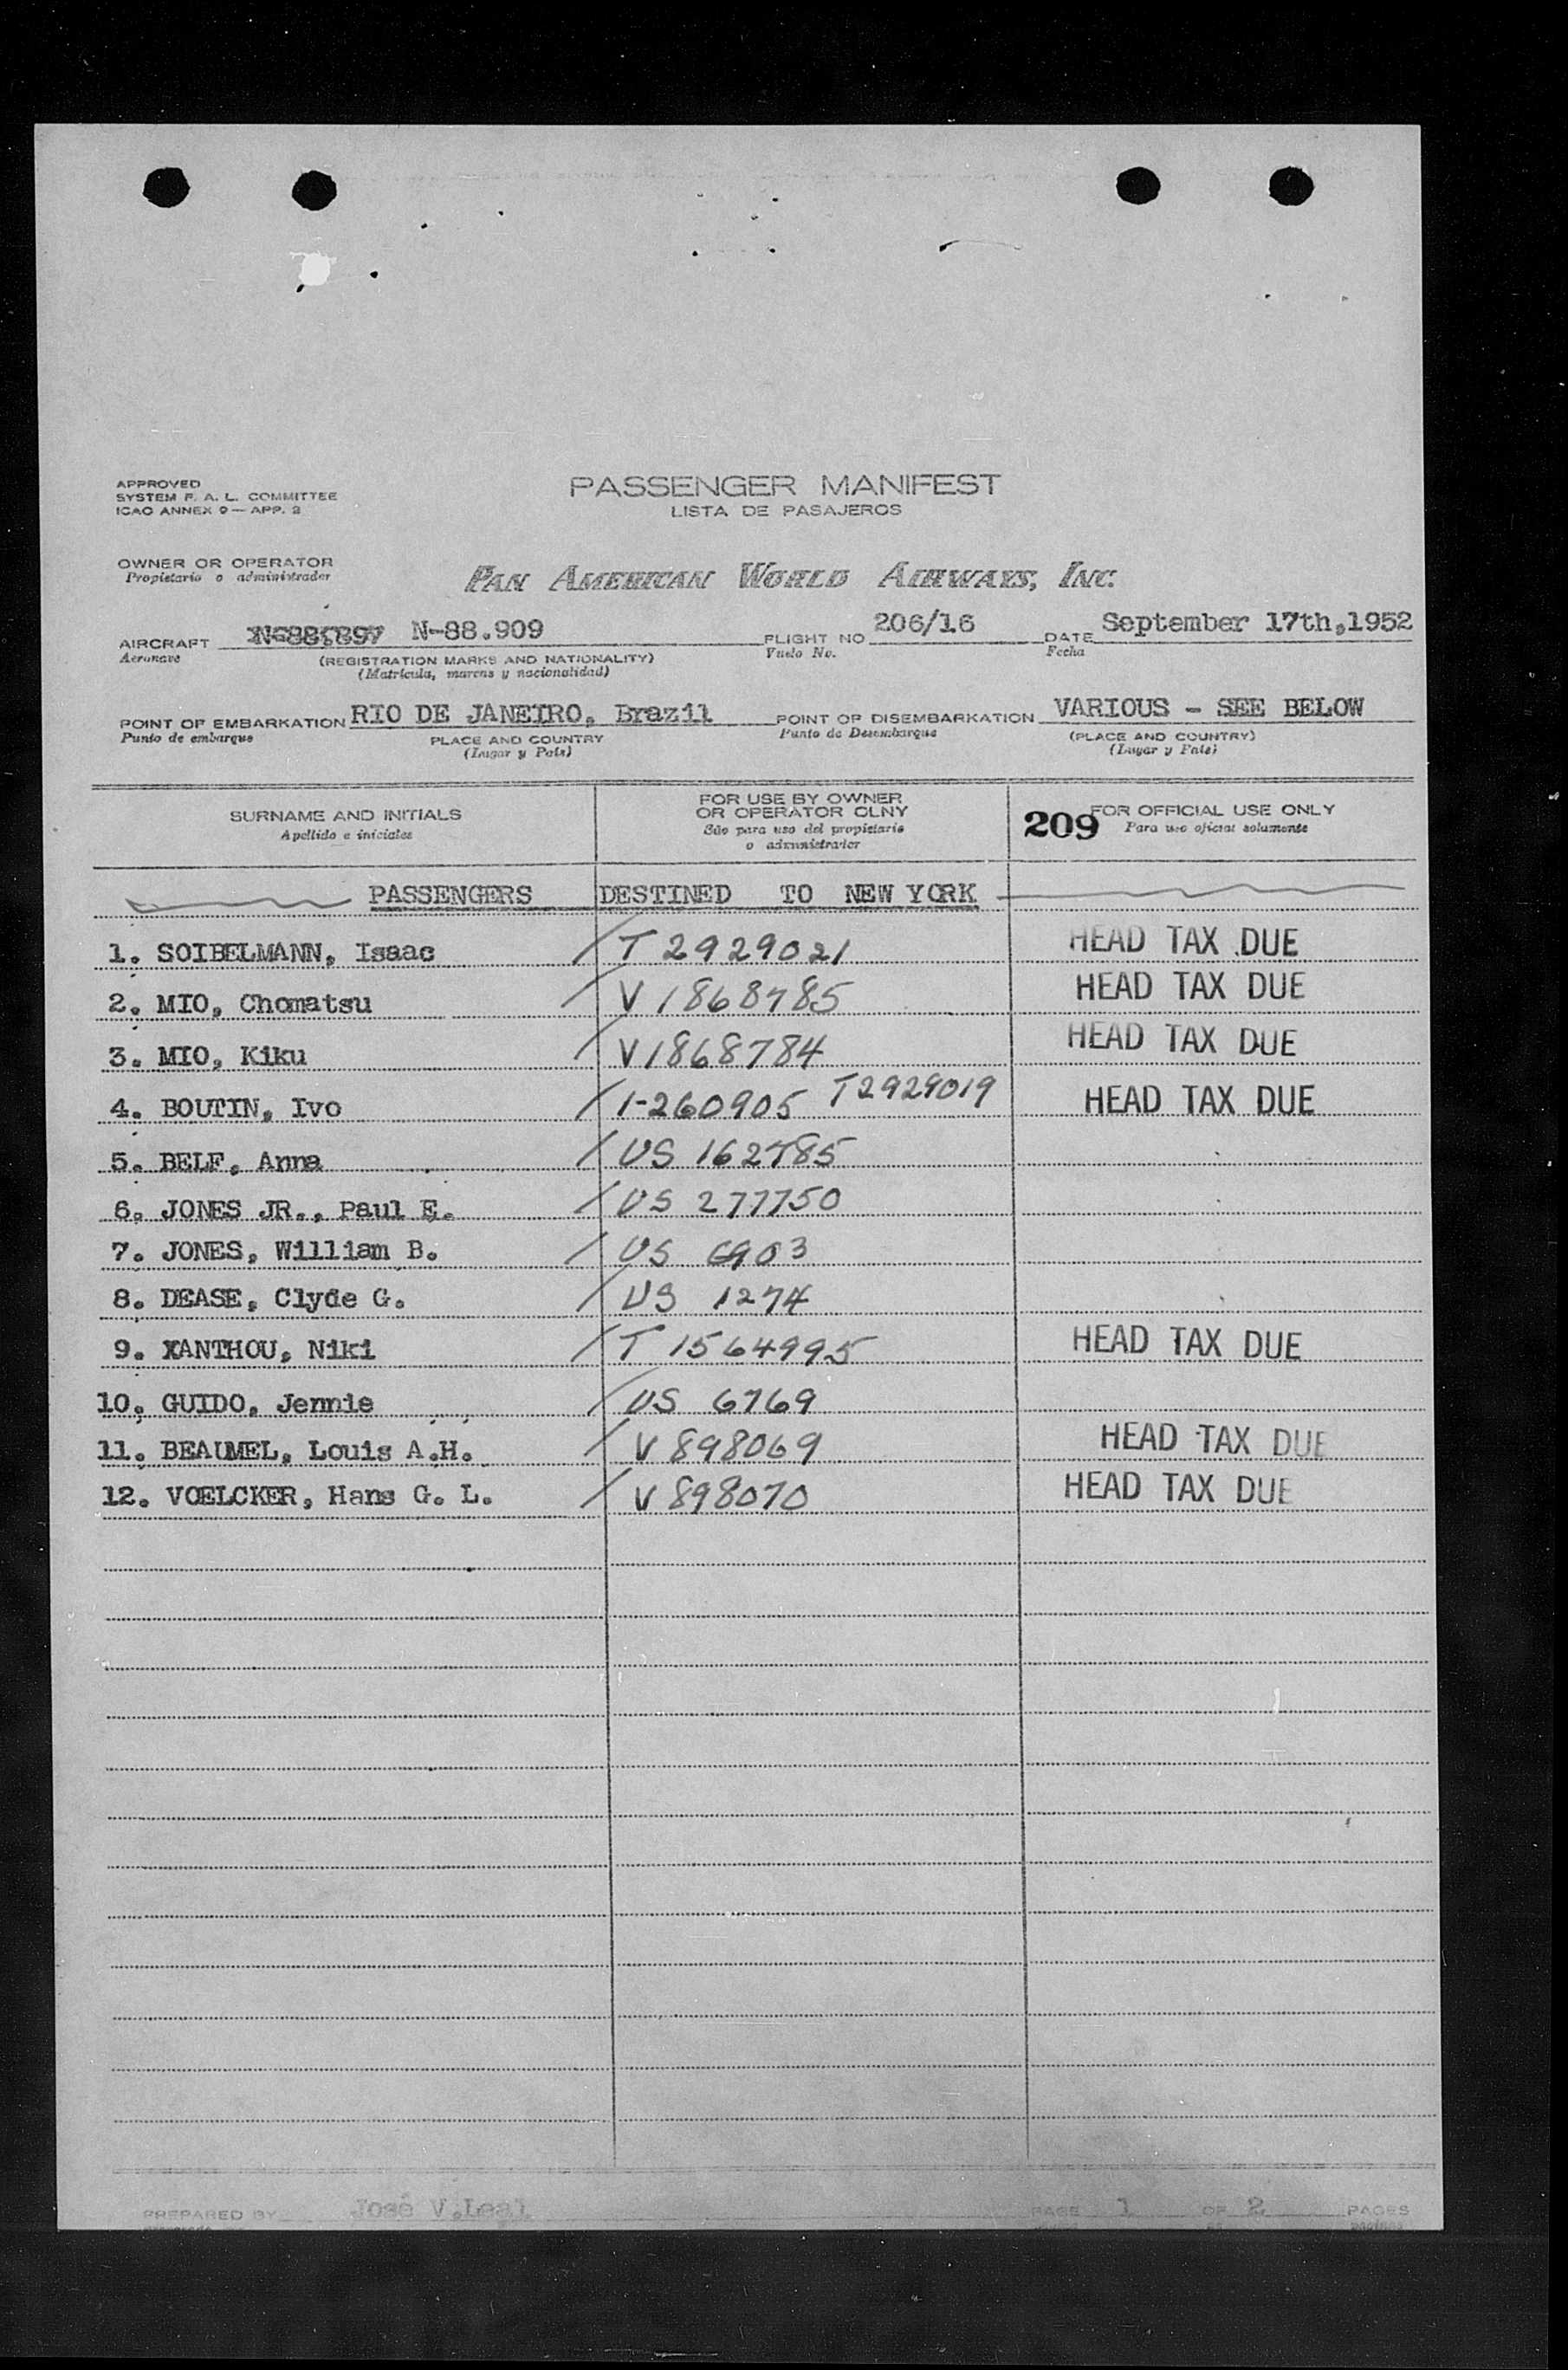 APPROVED
SYSTEM F. A. L. COMMITTEE
ICAO ANNEX 9 — APP. 2
PASSENGER MANIFEST
LISTA DE PASAJEROS
OWNER OR OPERATOR
Propietario o administrador
PAN AMERICAN WORLD AIRWAYS, INC.
AIRCRAFT N-88.909 FLIGHT NO 206/16 DATE September 17th,1952
Aeronave (REGISTRATION MARKS AND NATIONALITY) Vuelo No. Fecha
(Matrícula, marcas y nacionalidad)
POINT OF EMBARKATION RIO DE JANEIRO, Brazil POINT OF DISEMBARKATION VARIOUS - SEE BELOW
Punto de embarque PLACE AND COUNTRY Punto de Desembarque (PLACE AND COUNTRY)
(Lugar y País) (Lugar y País)
SURNAME AND INITIALS
Apellido e iniciales
FOR USE BY OWNER
OR OPERATOR OLNY
Sólo para uso del propietario
o administrador
209 FOR OFFICIAL USE ONLY
Para uso oficial solamente
PASSENGERS DESTINED TO NEW YORK
1. SOIBELMANN, Isaac / T 2929021 HEAD TAX DUE
2. MIO, Chomatsu / V 1868785 HEAD TAX DUE
3. MIO, Kiku / V1868784 HEAD TAX DUE
4. BOUTIN, Ivo / 1-260905 T2929019 HEAD TAX DUE
5. BELF, Anna / US 162785
6. JONES JR., Paul E. / US 277750
7. JONES, William B. / US 6903
8. DEASE, Clyde G. / US 1274
9. XANTHOU, Niki / T 1564995 HEAD TAX DUE
10. GUIDO, Jennie / US 6769
11. BEAUMEL, Louis A.H. / V 898069 HEAD TAX DUE
12. VOELCKER, Hans G. L. / V 898070 HEAD TAX DUE
PREPARED BY José V.Leal PAGE 1 OF 2 PAGES